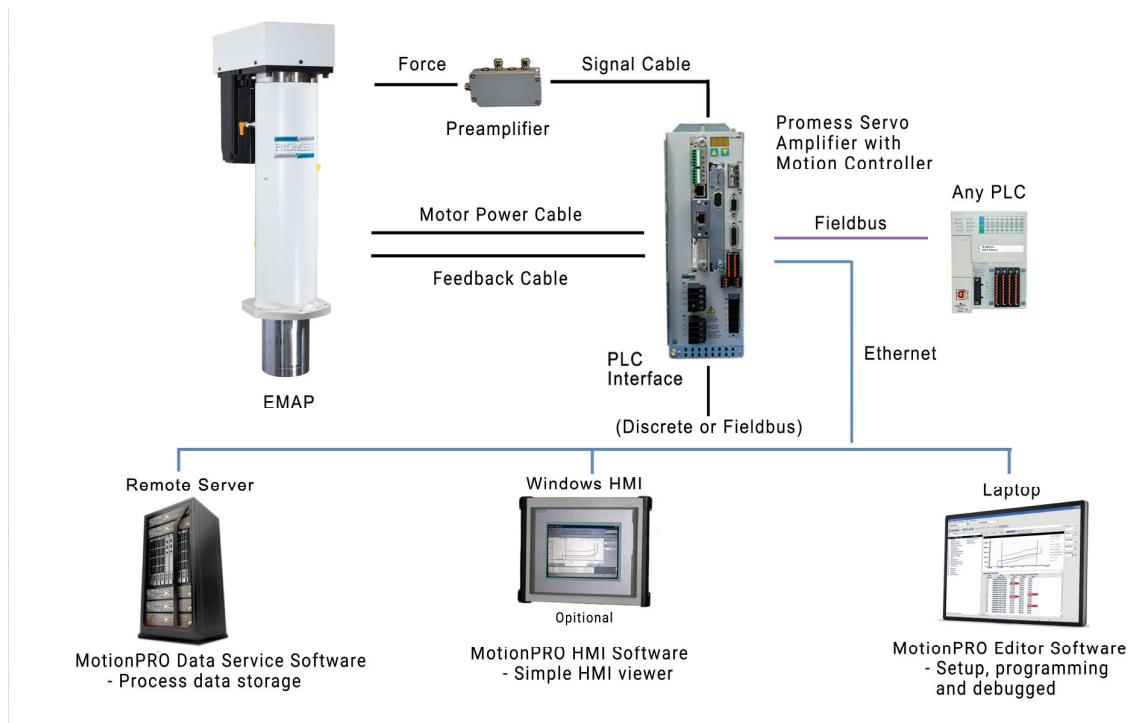 Force
Signal Cable
Preamplifier
PROMESS
Promess Servo
Amplifier with
Motion Controller
Any PLC
Motor Power Cable
Fieldbus
Feedback Cable
Ethernet
PLC
Interface
EMAP
(Discrete or Fieldbus)
Remote Server
Windows HMI
Laptop
Opitional
MotionPRO Data Service Software
- Process data storage
MotionPRO HMI Software
- Simple HMI viewer
MotionPRO Editor Software
- Setup, programming
and debugged